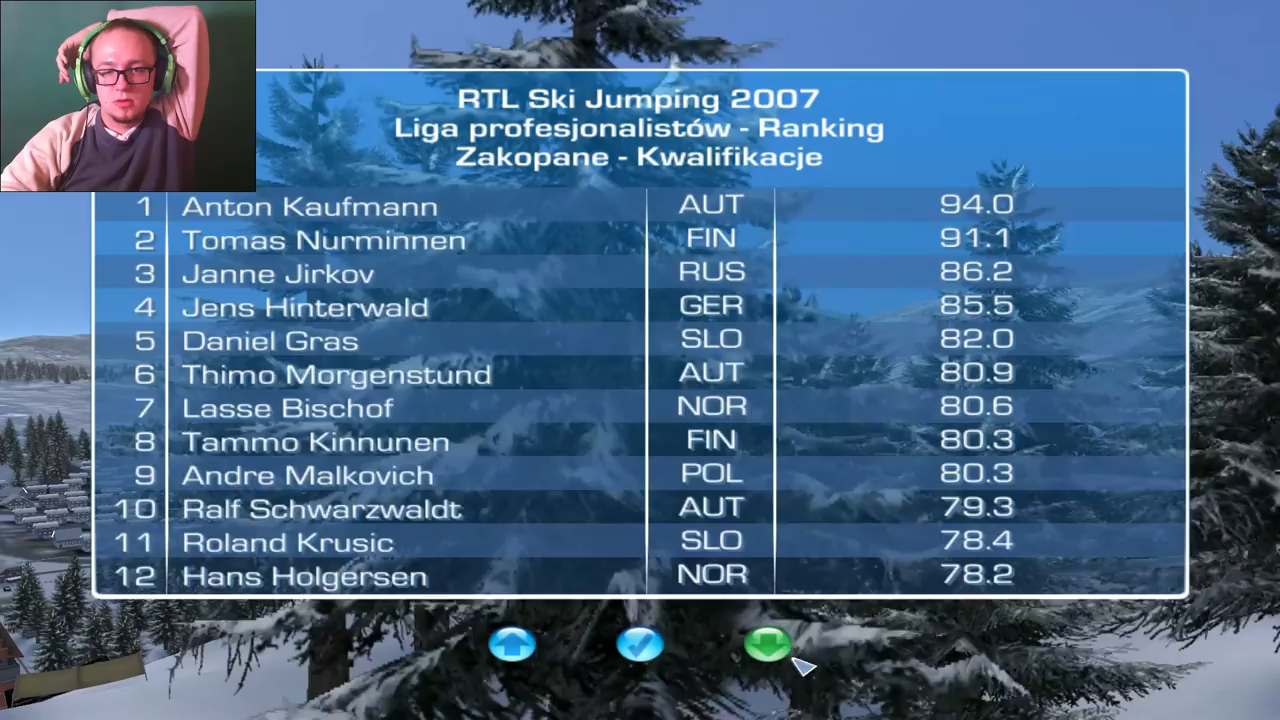 RTL Ski Jumping 2007
Liga profesjonalistów - Ranking
Zakopane - Kwalifikacje
1 Anton Kaufmann AUT 94.0
2 Tomas Nurminnen FIN 91.1
3 Janne Jirkov RUS 86.2
4 Jens Hinterwald GER 85.5
5 Daniel Gras SLO 82.0
6 Thimo Morgenstund AUT 80.9
7 Lasse Bischof NOR 80.6
8 Tammo Kinnunen FIN 80.3
9 Andre Malkovich POL 80.3
10 Ralf Schwarzwaldt AUT 79.3
11 Roland Krusic SLO 78.4
12 Hans Holgersen NOR 78.2